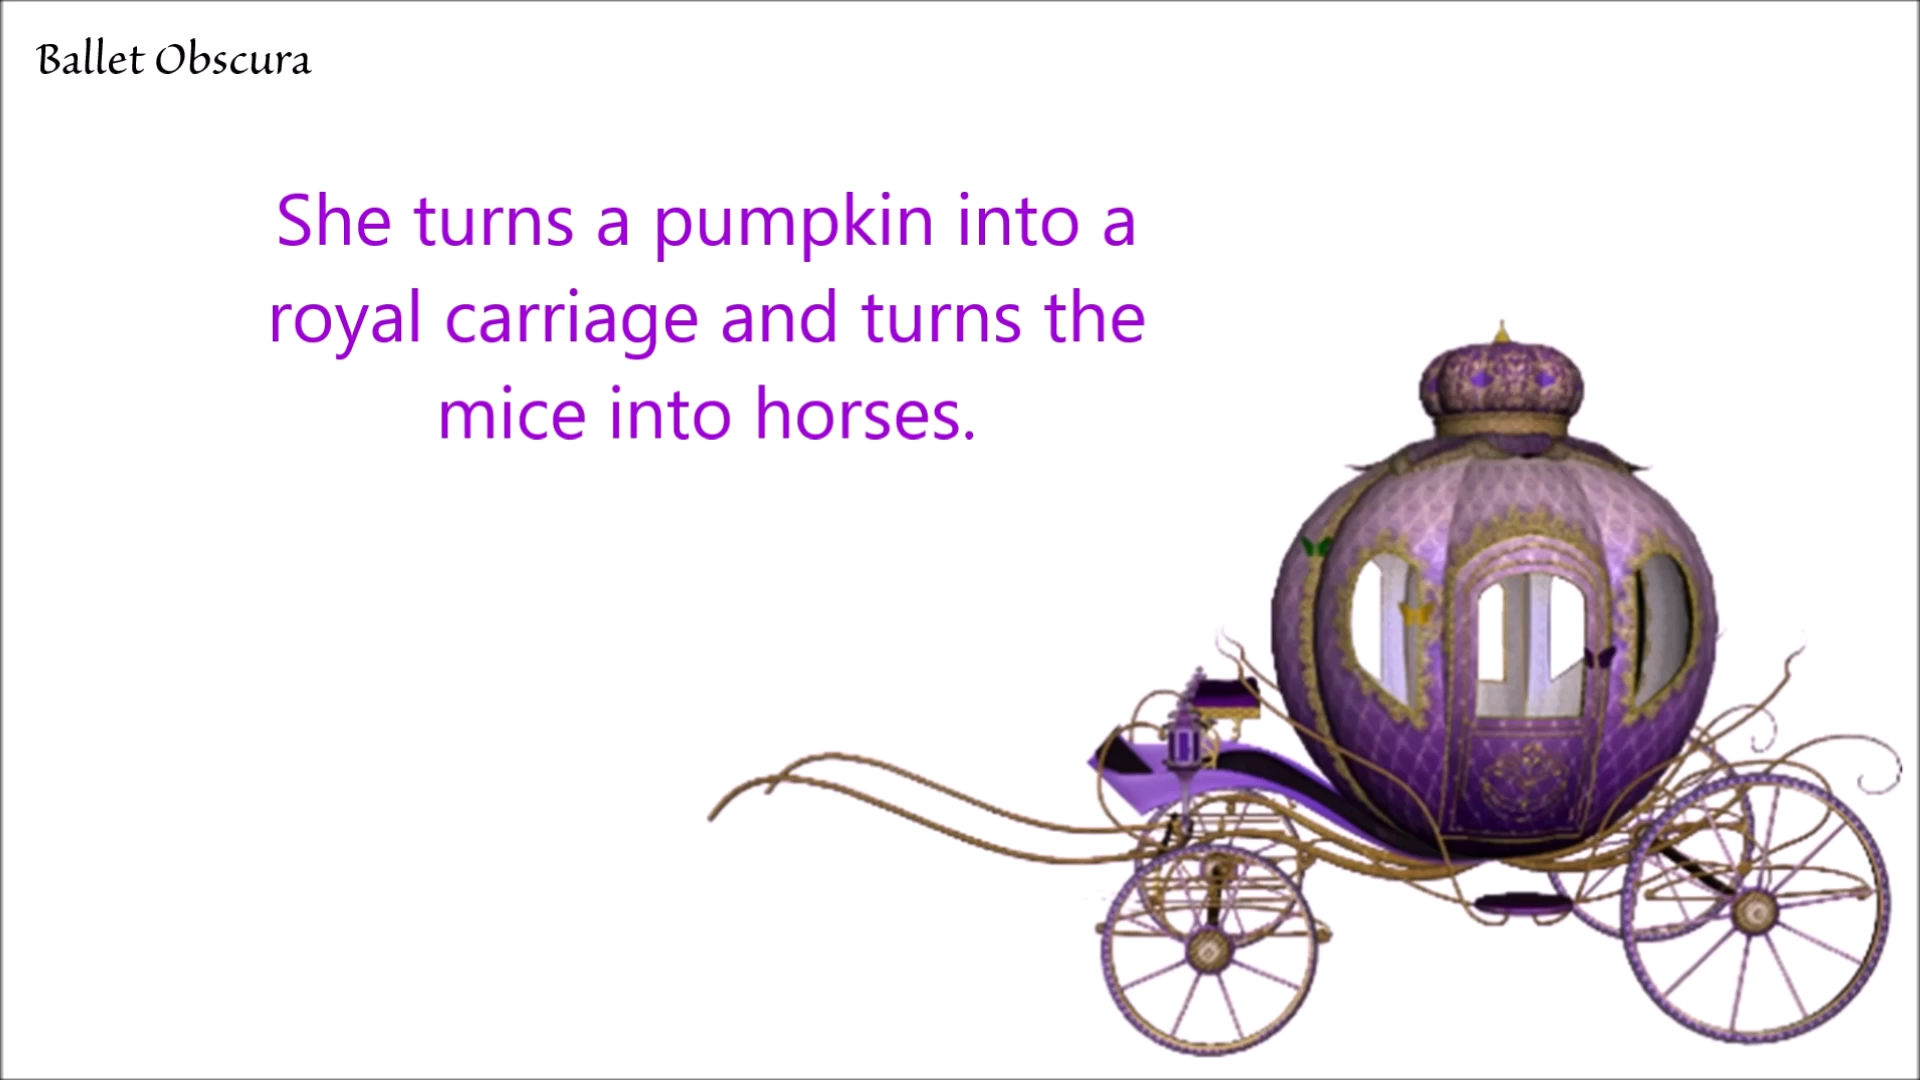 Ballet Obscura
She turns a pumpkin into a
royal carriage and turns the
mice into horses.